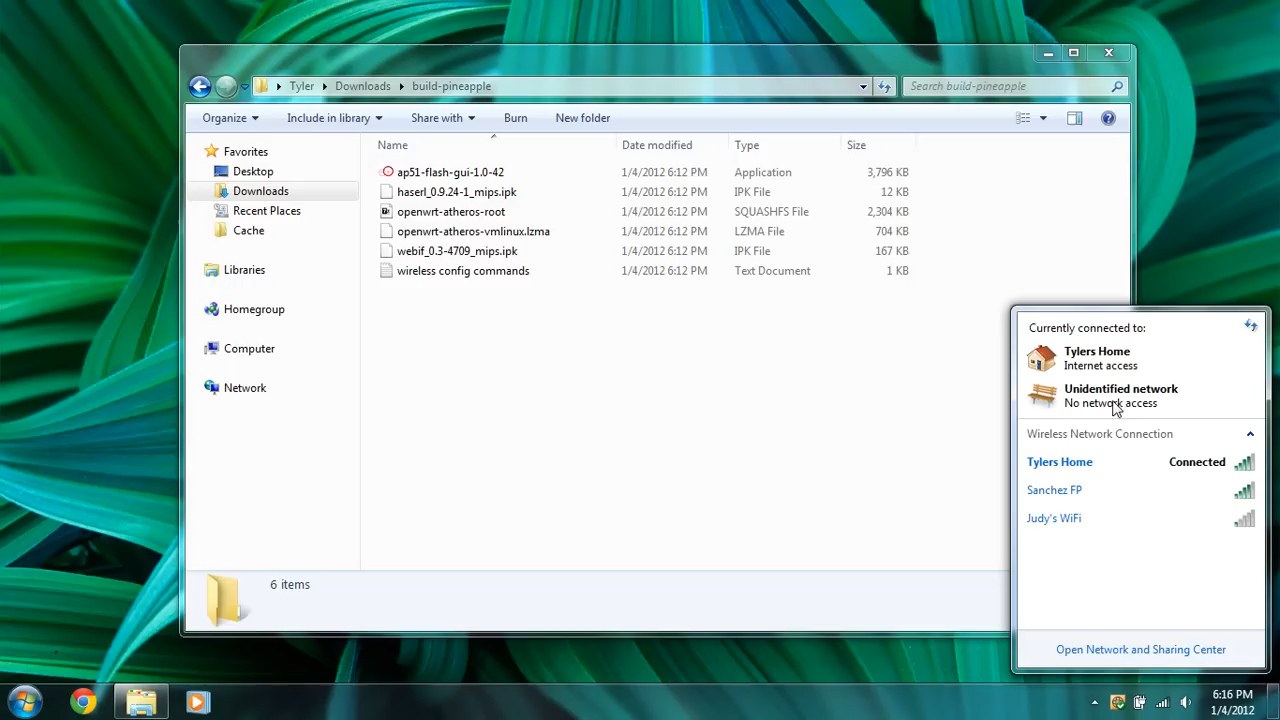 Tyler Downloads build-pineapple
Search build-pineapple
Organize Include in library Share with Burn New folder
Favorites
Desktop
Downloads
Recent Places
Cache
Libraries
Homegroup
Computer
Network
Name Date modified Type Size
ap51-flash-gui-1.0-42 1/4/2012 6:12 PM Application 3,796 KB
haserl_0.9.24-1_mips.ipk 1/4/2012 6:12 PM IPK File 12 KB
openwrt-atheros-root 1/4/2012 6:12 PM SQUASHFS File 2,304 KB
openwrt-atheros-vmlinux.lzma 1/4/2012 6:12 PM LZMA File 704 KB
webif_0.3-4709_mips.ipk 1/4/2012 6:12 PM IPK File 167 KB
wireless config commands 1/4/2012 6:12 PM Text Document 1 KB
6 items
Currently connected to:
Tylers Home
Internet access
Unidentified network
No network access
Wireless Network Connection
Tylers Home Connected
Sanchez FP
Judy's WiFi
Open Network and Sharing Center
6:16 PM
1/4/2012